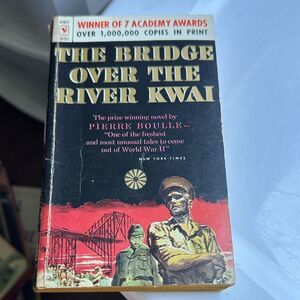 WINNER OF 7 ACADEMY AWARDS
OVER 1,000,000 COPIES IN PRINT
THE BRIDGE
OVER THE
RIVER KWAI
The prize winning novel by
PIERRE BOULLE—
"One of the freshest
and most unusual tales to come
out of World War II"
NEW YORK TIMES